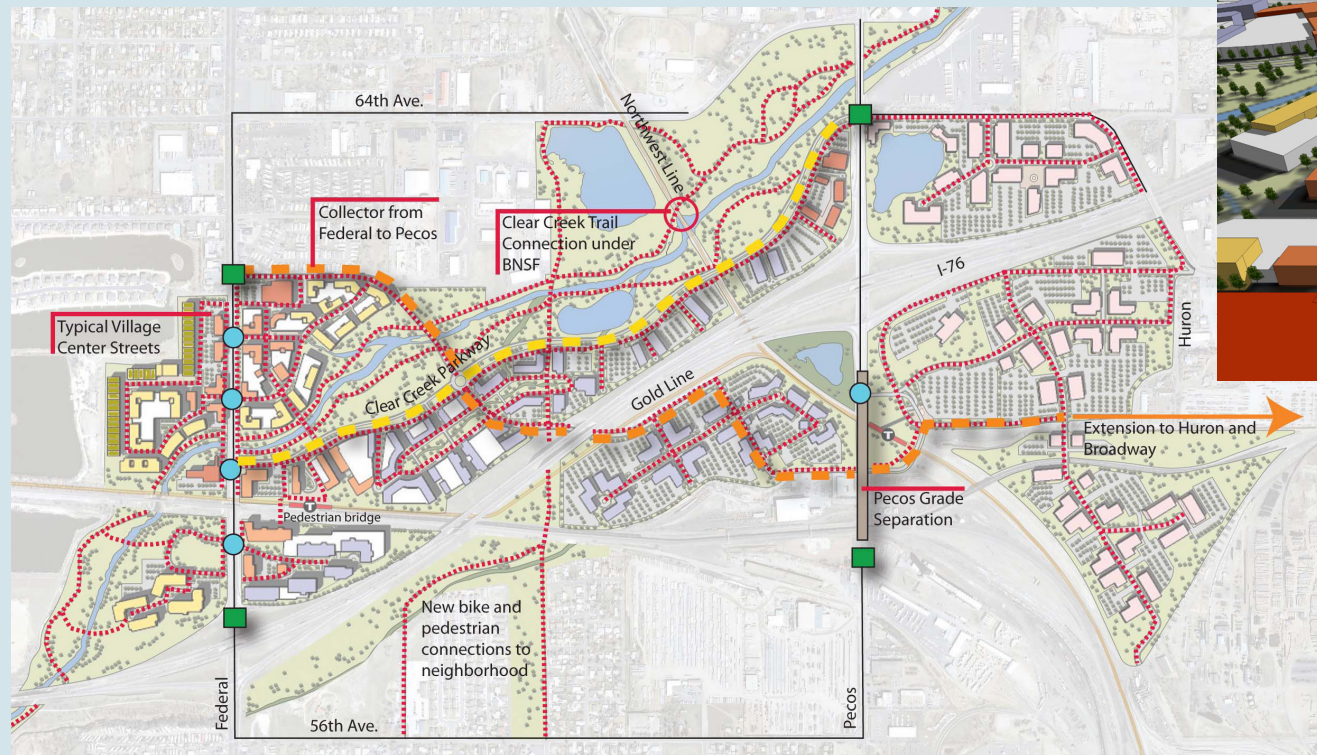 64th Ave.
Northwest Line
Collector from
Federal to Pecos
Clear Creek Trail
Connection under
BNSF
I-76
Typical Village
Center Streets
Huron
Clear Creek Parkway
Gold Line
Extension to Huron and
Broadway
T
Pecos Grade
Separation
T
Pedestrian bridge
New bike and
pedestrian
connections to
neighborhood
Federal
Pecos
56th Ave.